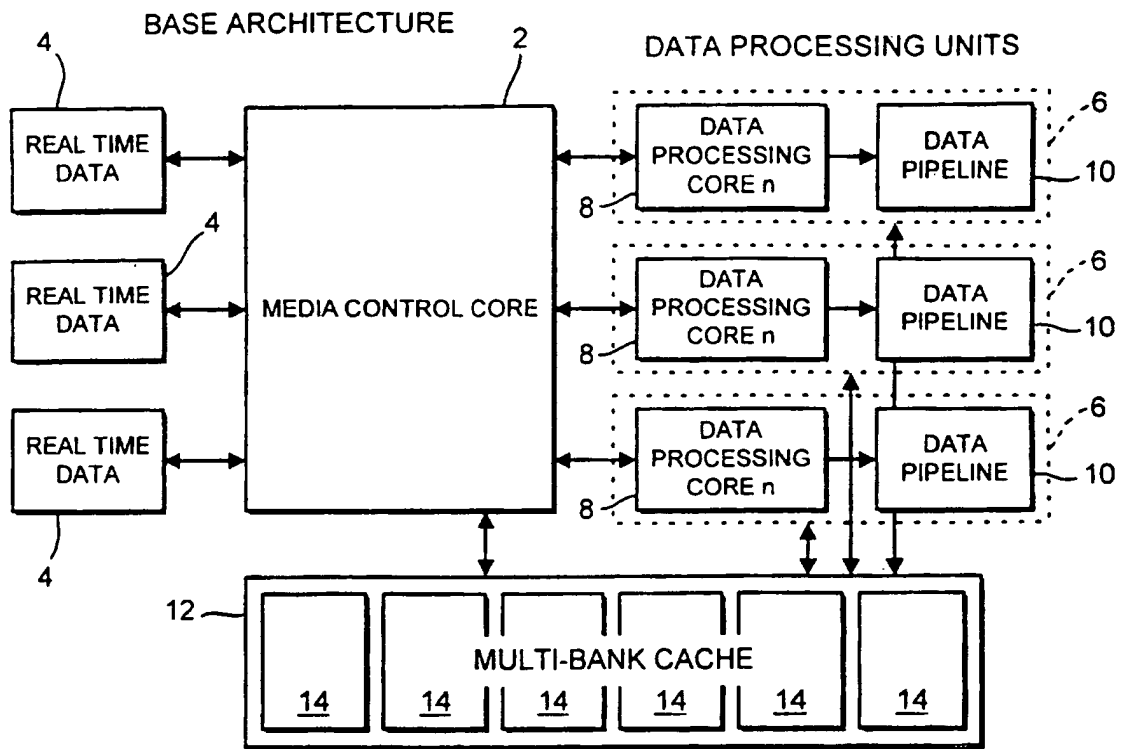 BASE ARCHITECTURE
DATA PROCESSING UNITS
4
2
REAL TIME
DATA
MEDIA CONTROL CORE
DATA
PROCESSING
CORE n
8
DATA
PIPELINE
6
10
REAL TIME
DATA
4
DATA
PROCESSING
CORE n
8
DATA
PIPELINE
6
10
REAL TIME
DATA
4
DATA
PROCESSING
CORE n
8
DATA
PIPELINE
6
10
12
MULTI-BANK CACHE
14 14 14 14 14 14